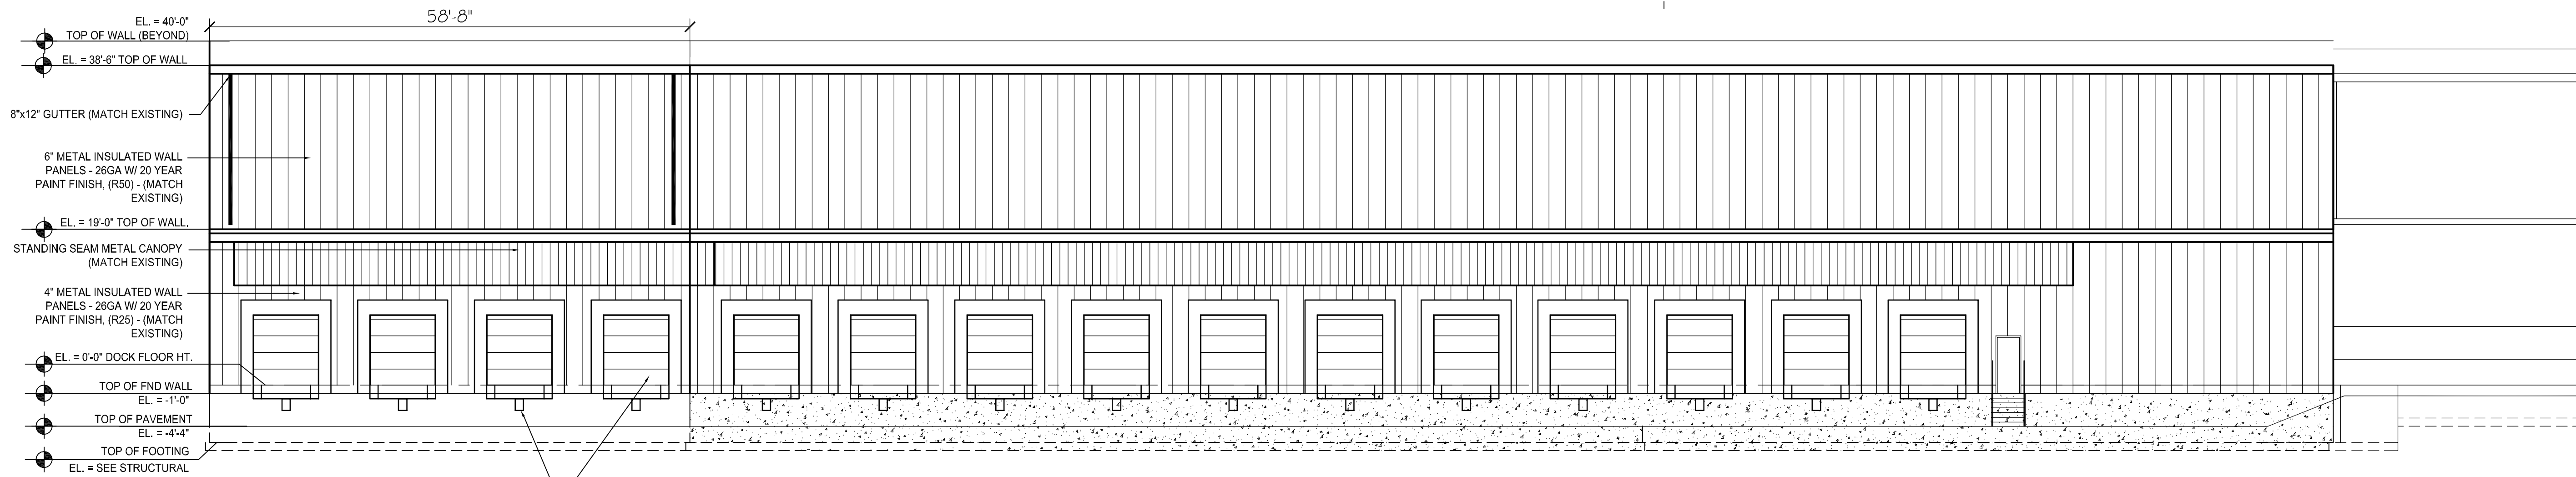 58'-8"
EL. = 40'-0"
TOP OF WALL (BEYOND)
EL. = 38'-6" TOP OF WALL
8"x12" GUTTER (MATCH EXISTING)
6" METAL INSULATED WALL
PANELS - 26GA W/ 20 YEAR
PAINT FINISH, (R50) - (MATCH
EXISTING)
EL. = 19'-0" TOP OF WALL.
STANDING SEAM METAL CANOPY
(MATCH EXISTING)
4" METAL INSULATED WALL
PANELS - 26GA W/ 20 YEAR
PAINT FINISH, (R25) - (MATCH
EXISTING)
EL. = 0'-0" DOCK FLOOR HT.
TOP OF FND WALL
EL. = -1'-0"
TOP OF PAVEMENT
EL. = -4'-4"
TOP OF FOOTING
EL. = SEE STRUCTURAL